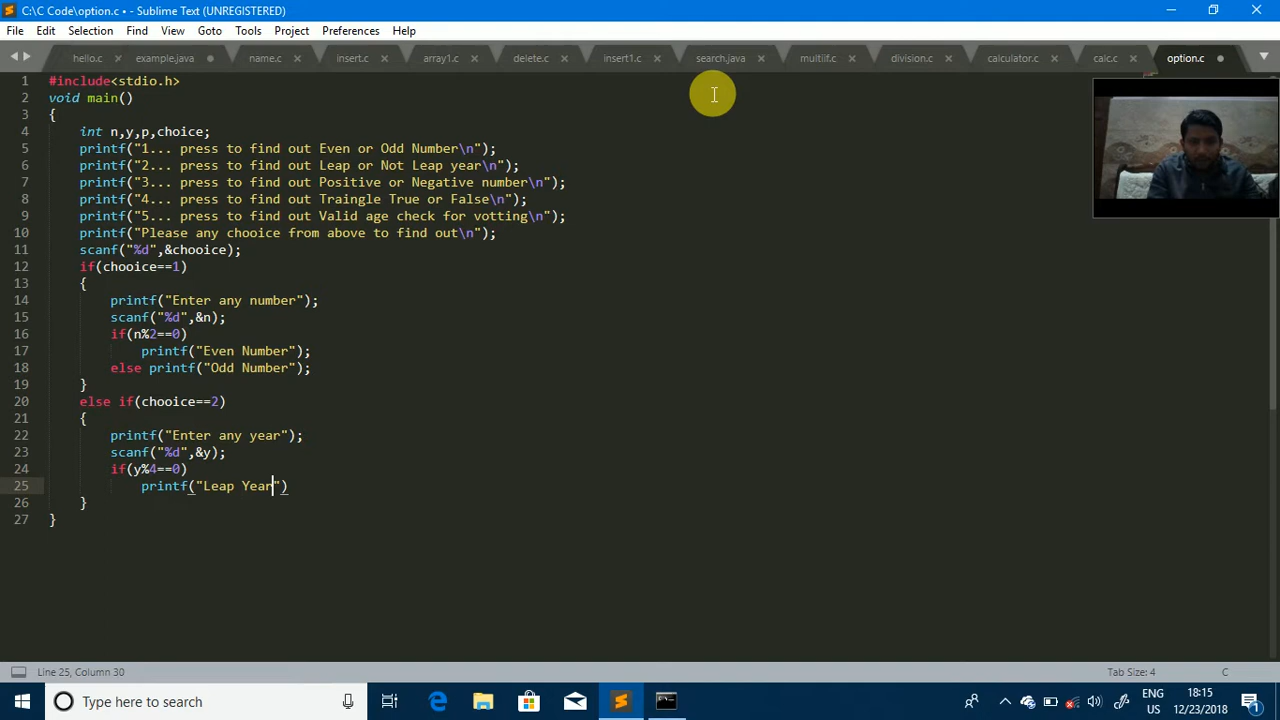 C:\C Code\option.c • - Sublime Text (UNREGISTERED)
File Edit Selection Find View Goto Tools Project Preferences Help
hello.c example.java name.c insert.c array1.c delete.c insert1.c search.java multiif.c division.c calculator.c calc.c option.c
1 #include<stdio.h>
2 void main()
3 {
4 int n,y,p,choice;
5 printf("1... press to find out Even or Odd Number\n");
6 printf("2... press to find out Leap or Not Leap year\n");
7 printf("3... press to find out Positive or Negative number\n");
8 printf("4... press to find out Traingle True or False\n");
9 printf("5... press to find out Valid age check for votting\n");
10 printf("Please any chooice from above to find out\n");
11 scanf("%d",&chooice);
12 if(chooice==1)
13 {
14 printf("Enter any number");
15 scanf("%d",&n);
16 if(n%2==0)
17 printf("Even Number");
18 else printf("Odd Number");
19 }
20 else if(chooice==2)
21 {
22 printf("Enter any year");
23 scanf("%d",&y);
24 if(y%4==0)
25 printf("Leap Year")
26 }
27 }
Line 25, Column 30 Tab Size: 4 C
Type here to search ENG 18:15
US 12/23/2018 1